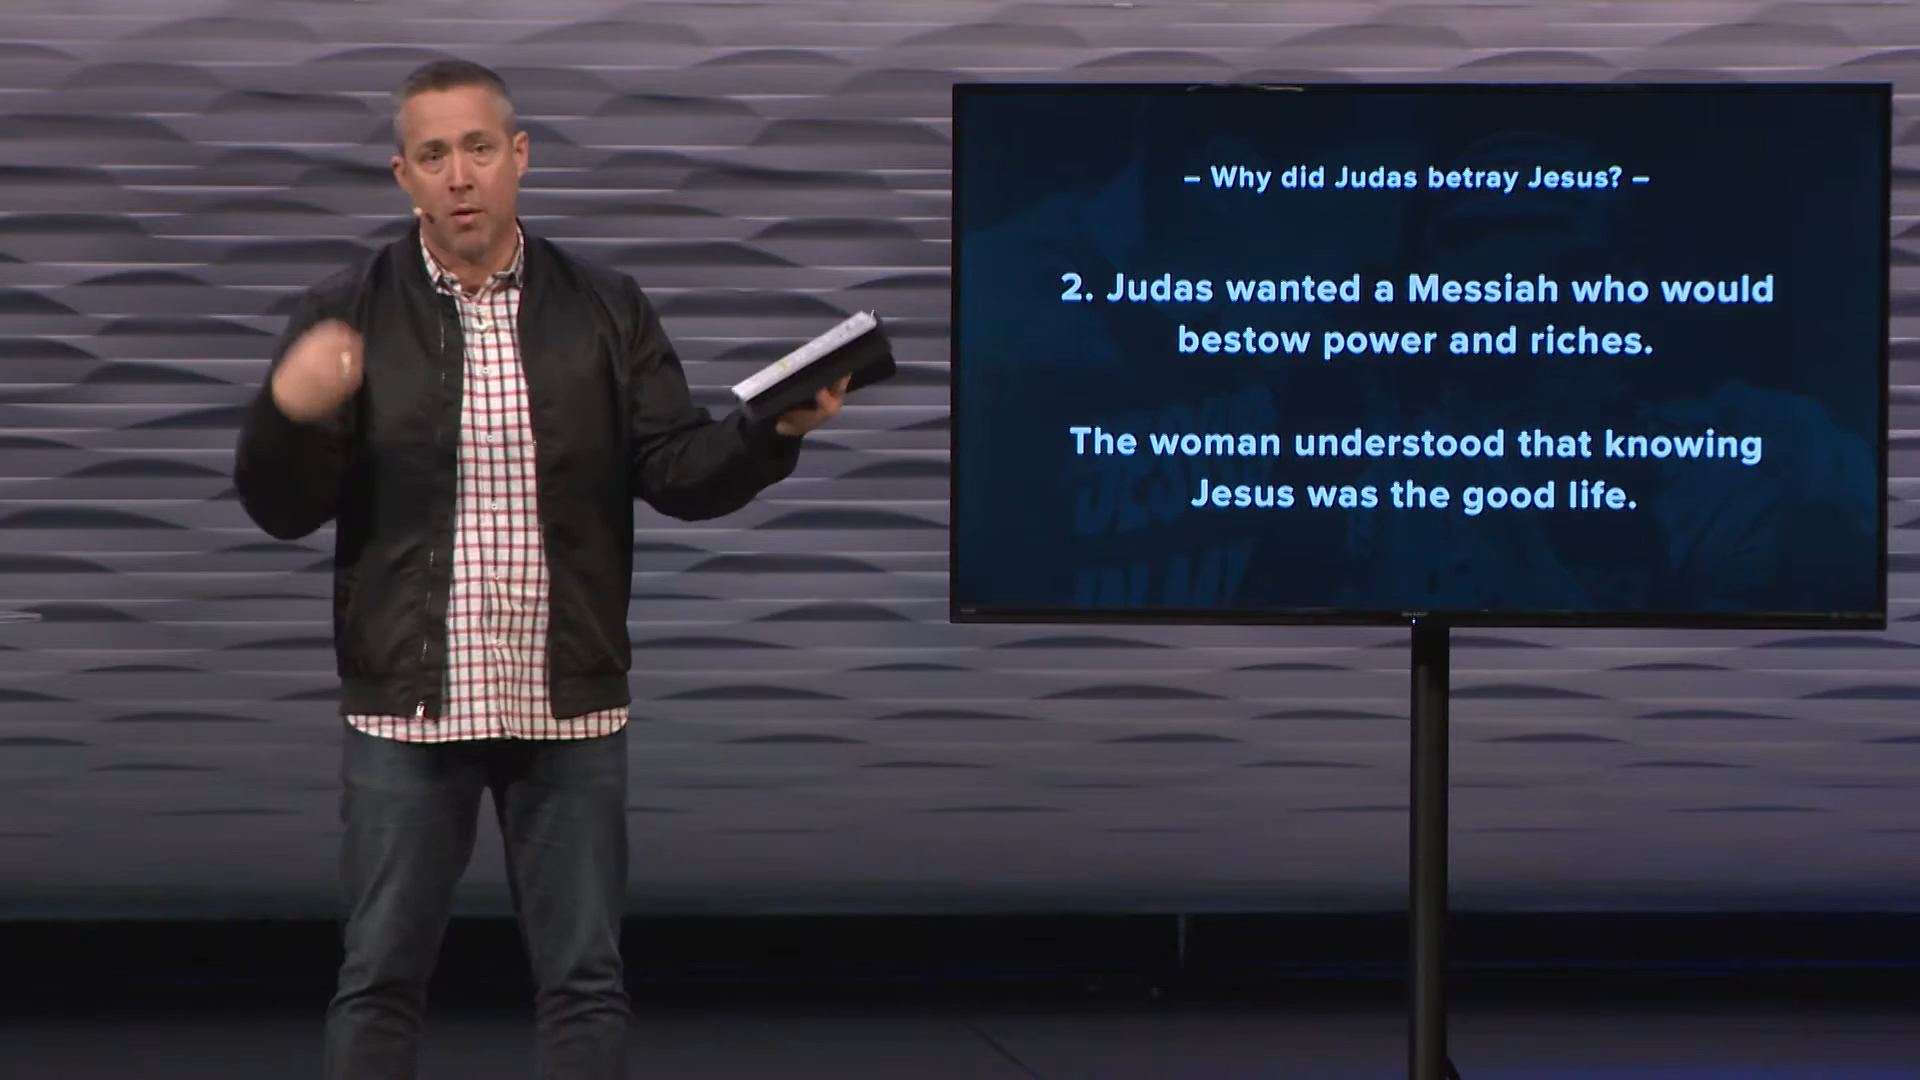 – Why did Judas betray Jesus? –
2. Judas wanted a Messiah who would
bestow power and riches.
The woman understood that knowing
Jesus was the good life.